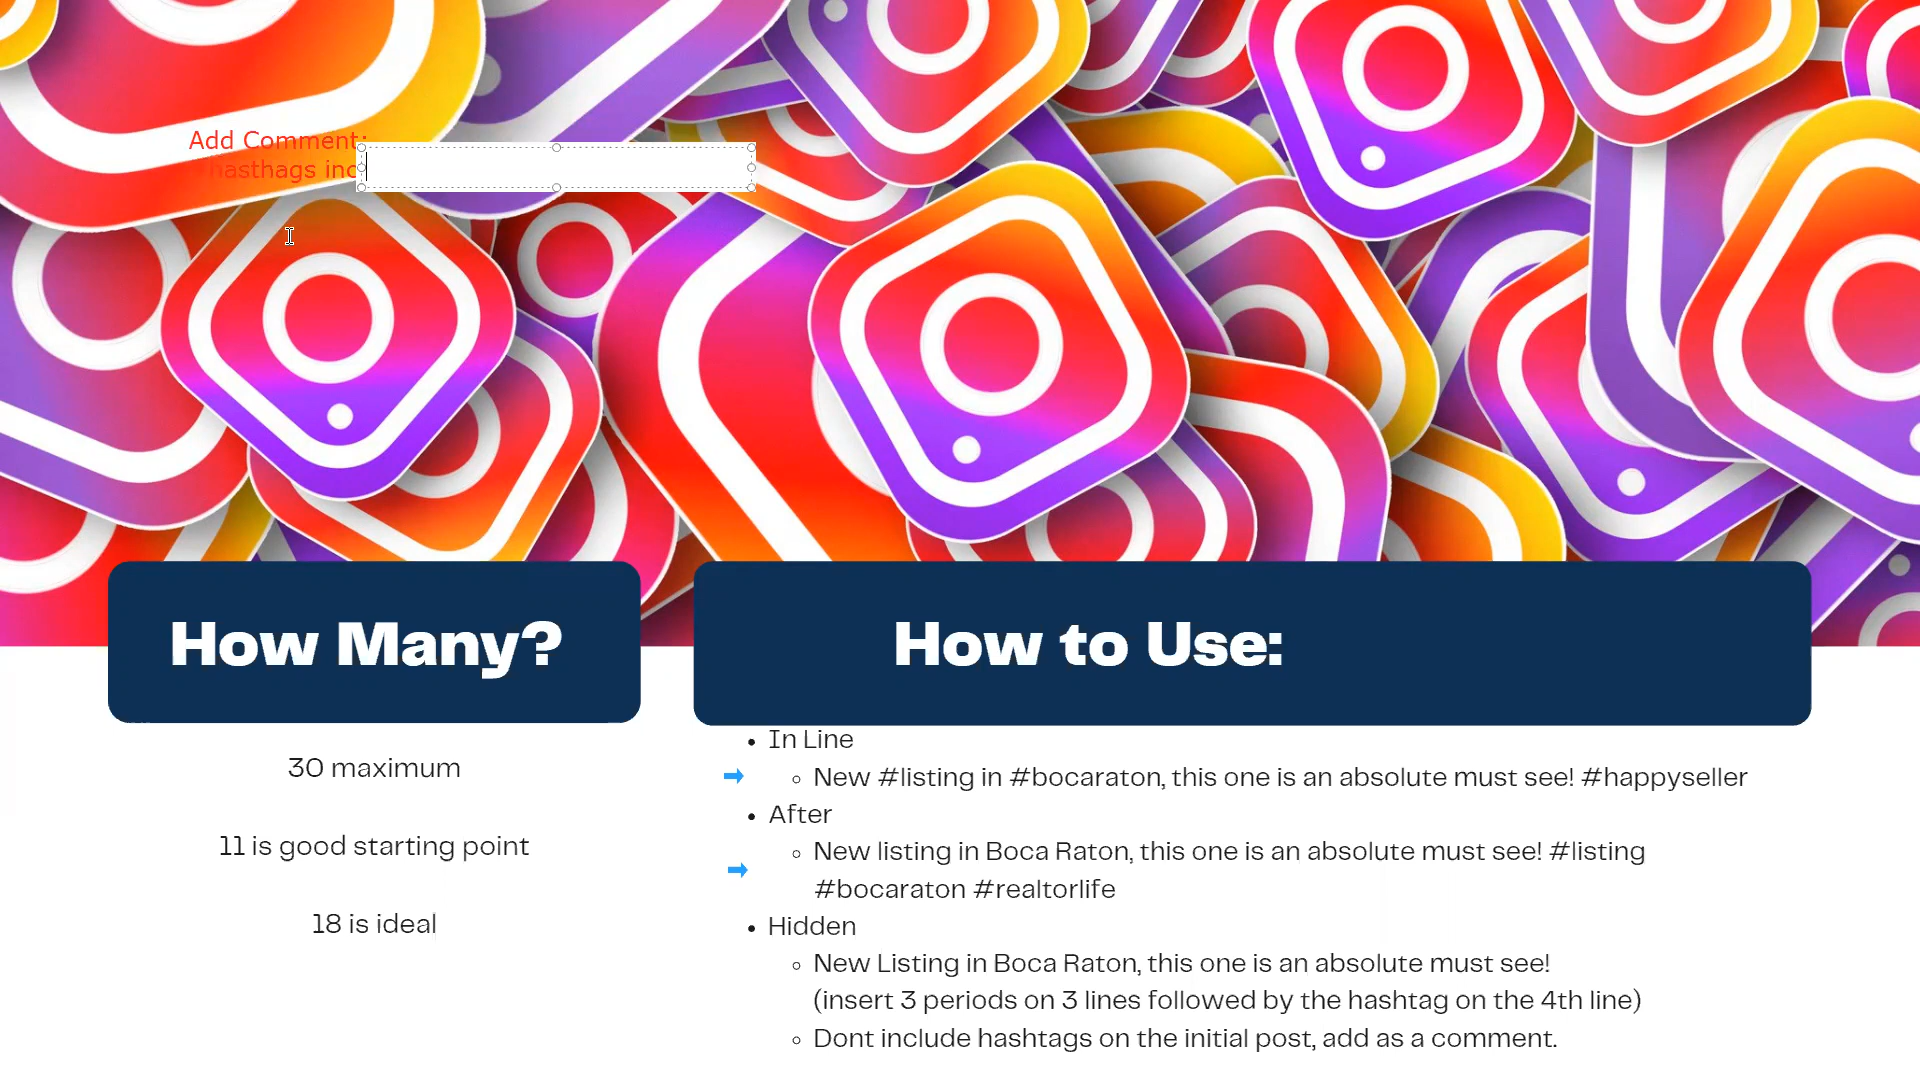 Add Comment:
hasthags inc
How Many?
How to Use:
30 maximum
11 is good starting point
18 is ideal
• In Line
◦ New #listing in #bocaraton, this one is an absolute must see! #happyseller
• After
◦ New listing in Boca Raton, this one is an absolute must see! #listing
#bocaraton #realtorlife
• Hidden
◦ New Listing in Boca Raton, this one is an absolute must see!
(insert 3 periods on 3 lines followed by the hashtag on the 4th line)
◦ Dont include hashtags on the initial post, add as a comment.